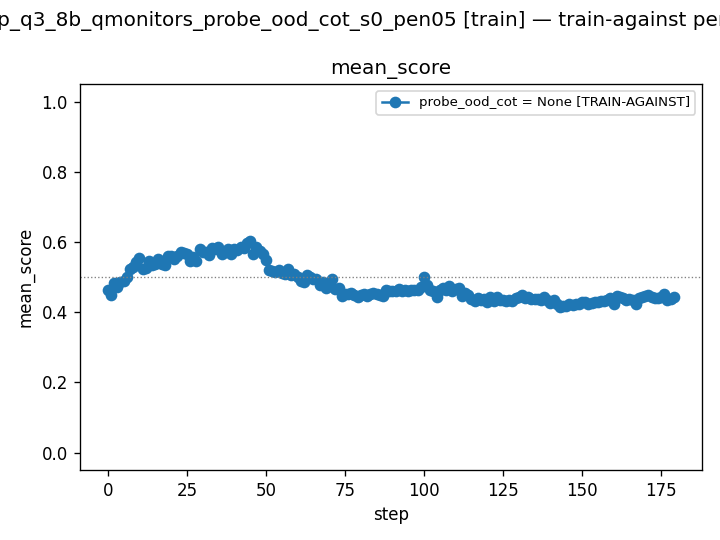 p_q3_8b_qmonitors_probe_ood_cot_s0_pen05 [train] — train-against pe
mean_score
probe_ood_cot = None [TRAIN-AGAINST]
mean_score
1.0
0.8
0.6
0.4
0.2
0.0
0 25 50 75 100 125 150 175
step